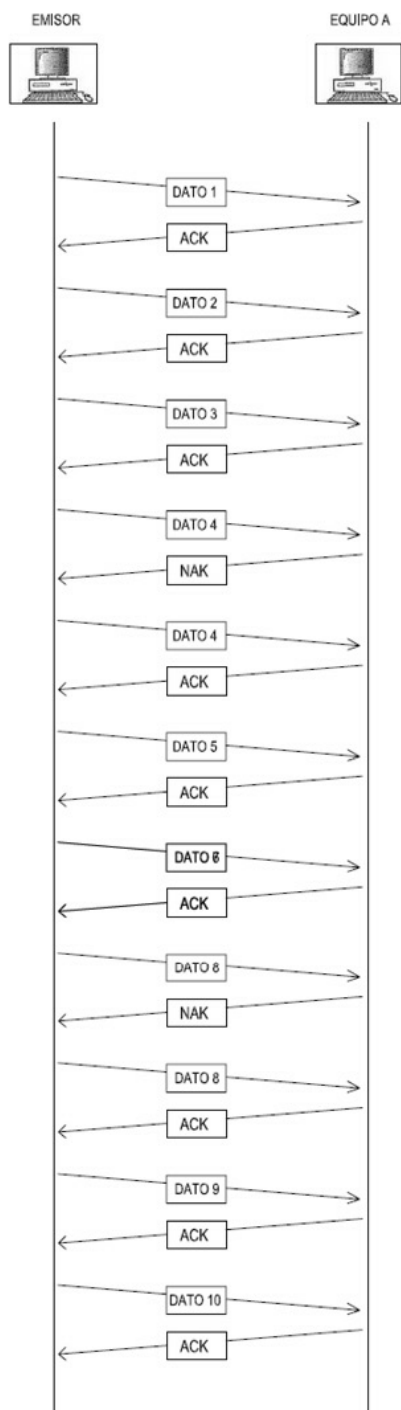 EMISOR
EQUIPO A
DATO 1
ACK
DATO 2
ACK
DATO 3
ACK
DATO 4
NAK
DATO 4
ACK
DATO 5
ACK
DATO
ACK
DATO 8
NAK
DATO 8
ACK
DATO 9
ACK
DATO 10
ACK